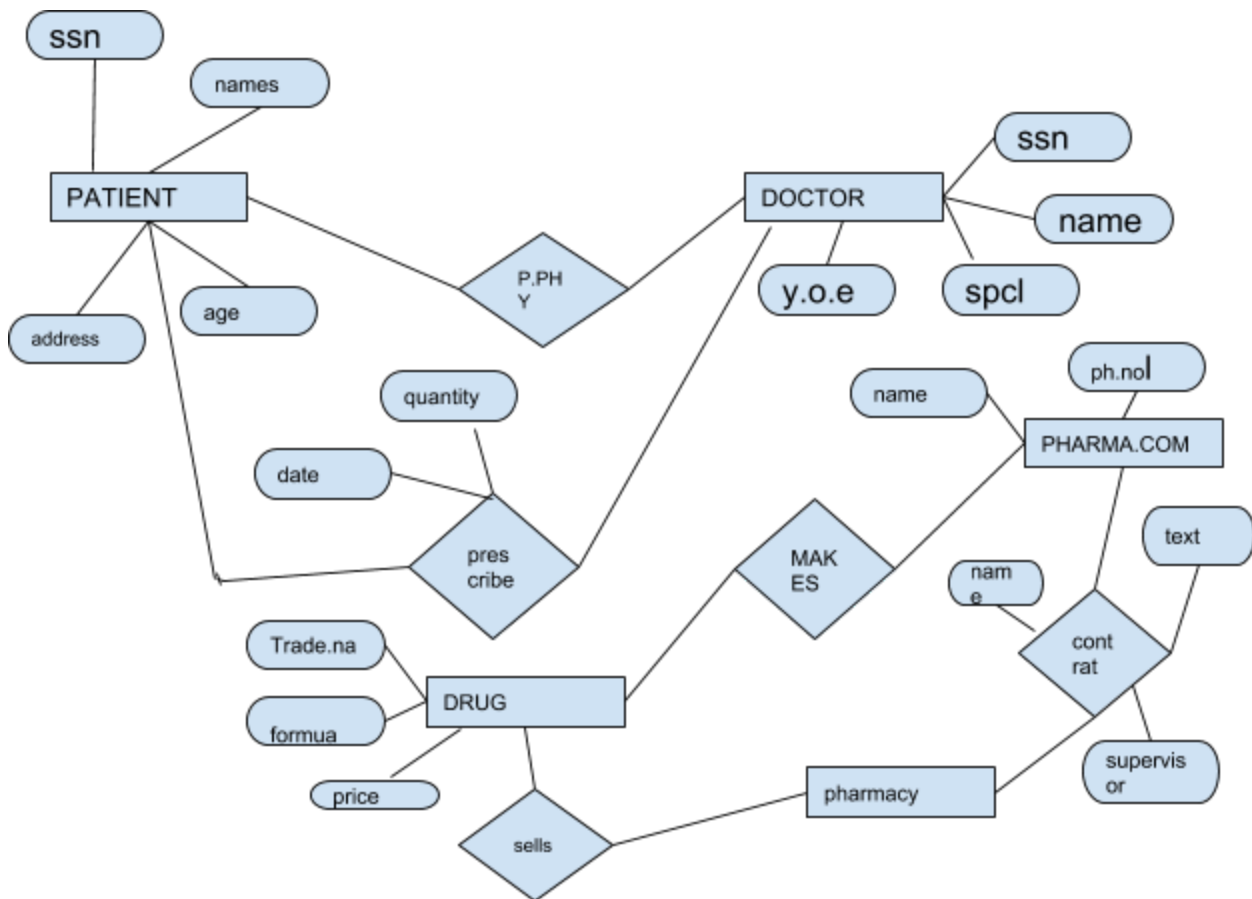 ssn
names
PATIENT
address
age
DOCTOR
ssn
name
spcl
y.o.e
P.PH
Y
quantity
date
pres
cribe
name
ph.nol
PHARMA.COM
MAK
ES
text
nam
e
cont
rat
supervis
or
Trade.na
formua
price
DRUG
sells
pharmacy